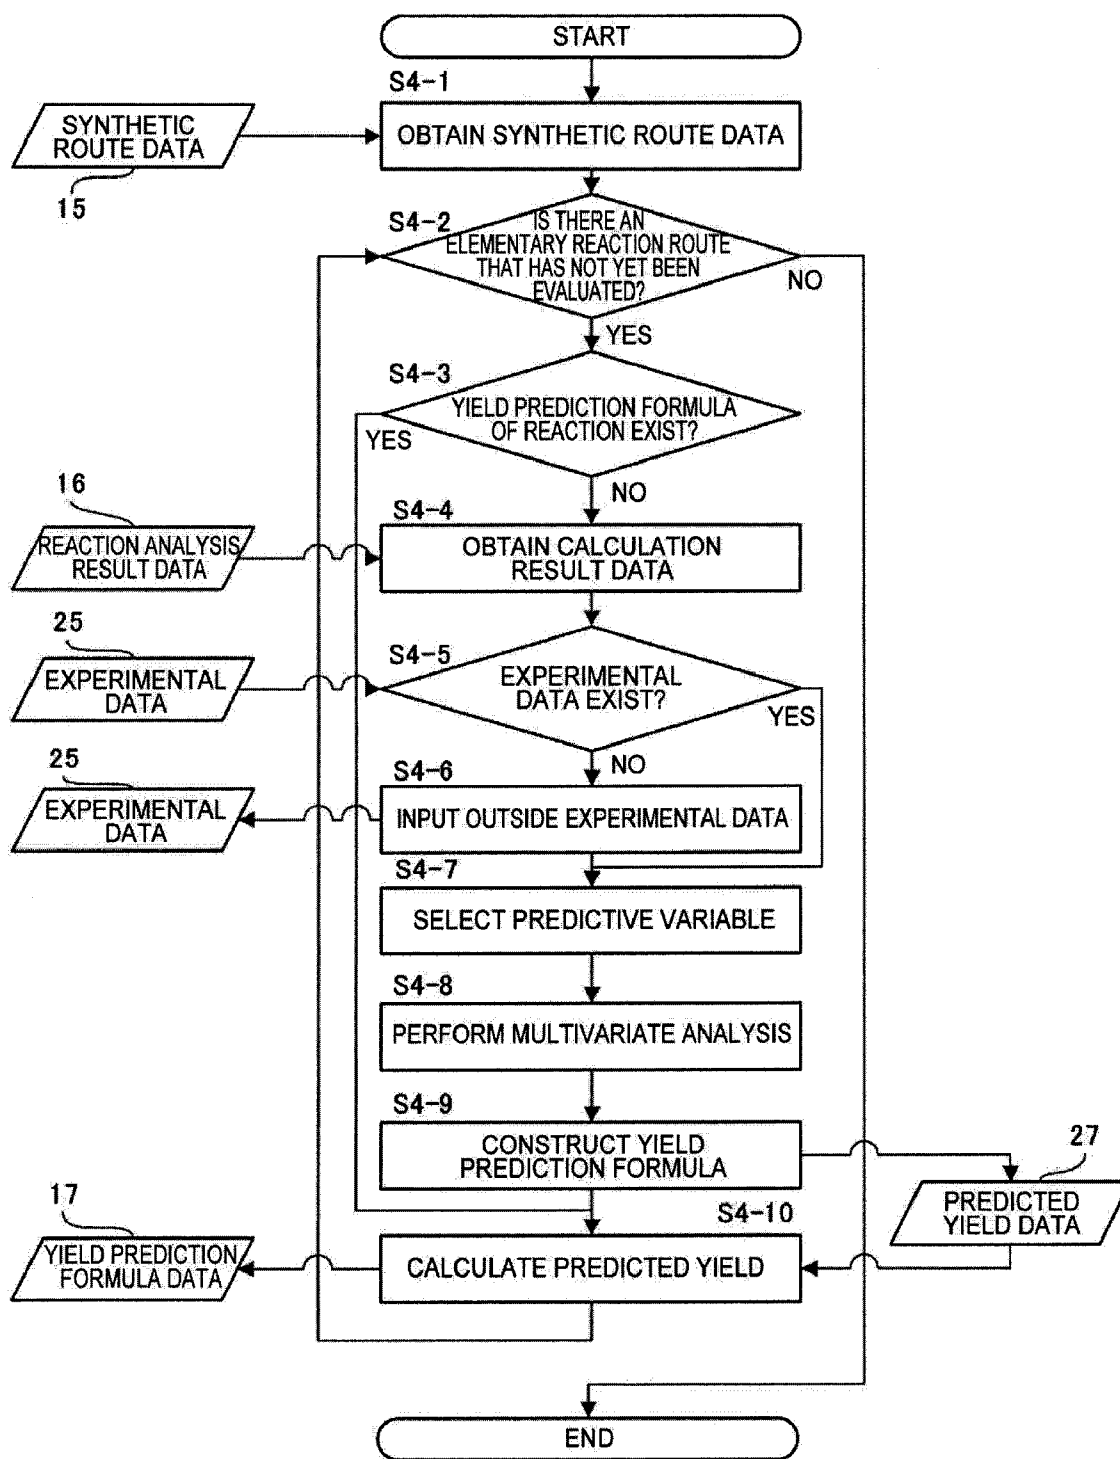 START
S4-1
SYNTHETIC
ROUTE DATA
15
OBTAIN SYNTHETIC ROUTE DATA
S4-2
IS THERE AN
ELEMENTARY REACTION ROUTE
THAT HAS NOT YET BEEN
EVALUATED?
NO
YES
S4-3
YIELD PREDICTION FORMULA
OF REACTION EXIST?
YES
NO
16
REACTION ANALYSIS
RESULT DATA
S4-4
OBTAIN CALCULATION
RESULT DATA
25
EXPERIMENTAL
DATA
S4-5
EXPERIMENTAL
DATA EXIST?
YES
NO
25
EXPERIMENTAL
DATA
S4-6
INPUT OUTSIDE EXPERIMENTAL DATA
S4-7
SELECT PREDICTIVE VARIABLE
S4-8
PERFORM MULTIVARIATE ANALYSIS
S4-9
CONSTRUCT YIELD
PREDICTION FORMULA
27
PREDICTED
YIELD DATA
S4-10
17
YIELD PREDICTION
FORMULA DATA
CALCULATE PREDICTED YIELD
END